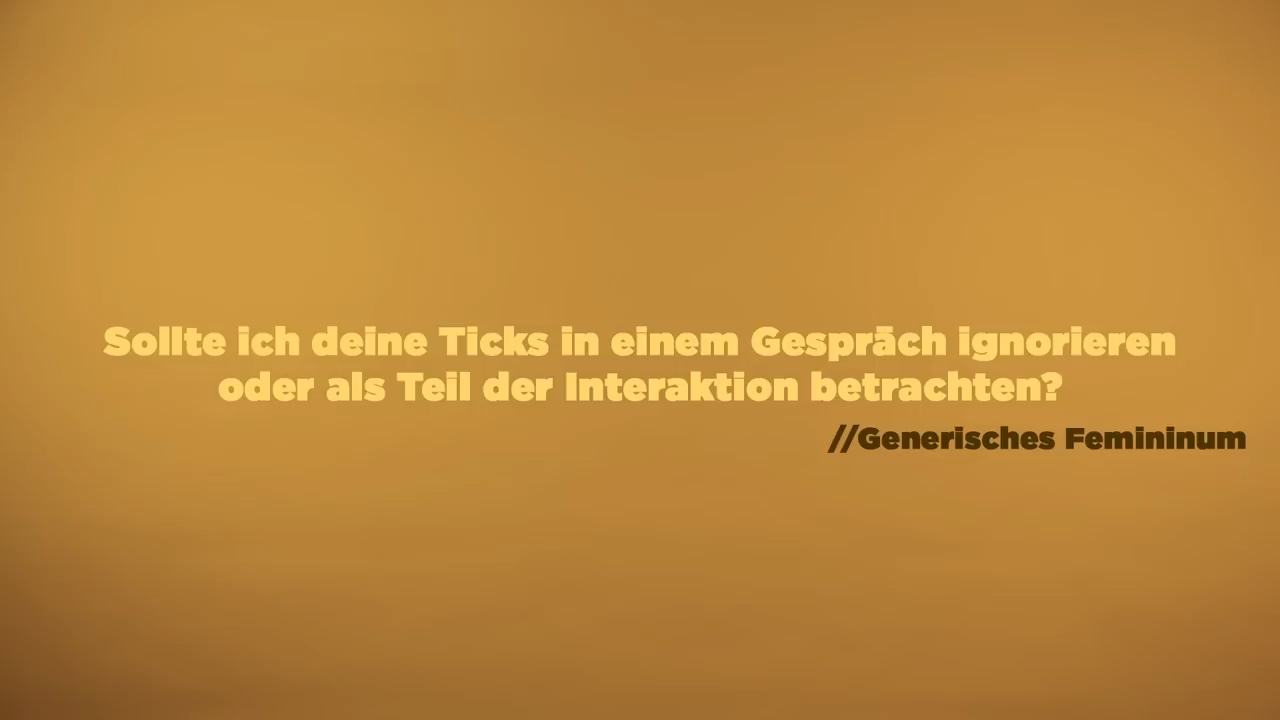 Sollte ich deine Ticks in einem Gespräch ignorieren
oder als Teil der Interaktion betrachten?
//Generisches Femininum